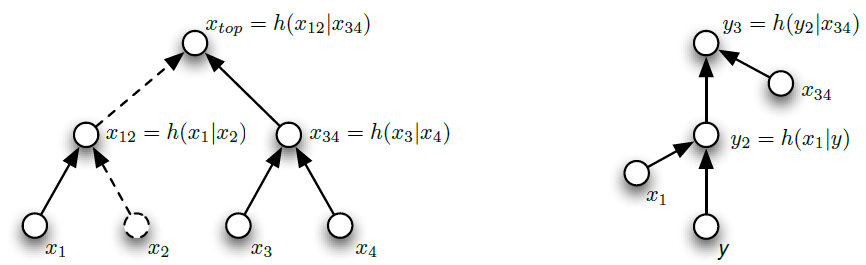 x_{top} = h(x_{12}|x_{34})
x_{12} = h(x_1|x_2)
x_{34} = h(x_3|x_4)
x_1
x_2
x_3
x_4
y_3 = h(y_2|x_{34})
x_{34}
y_2 = h(x_1|y)
x_1
y